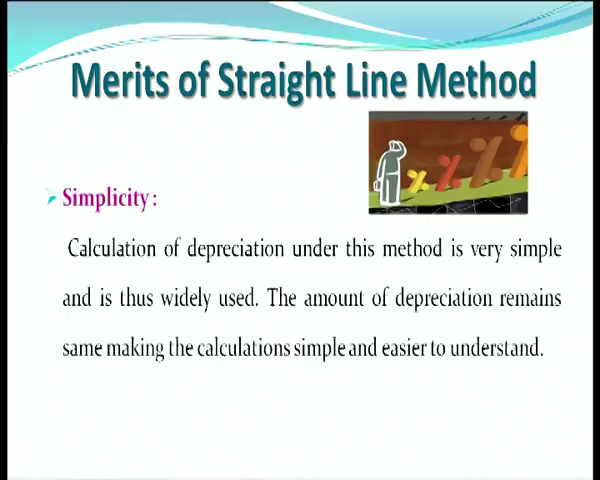 Merits of Straight Line Method
Simplicity :
Calculation of depreciation under this method is very simple
and is thus widely used. The amount of depreciation remains
same making the calculations simple and easier to understand.